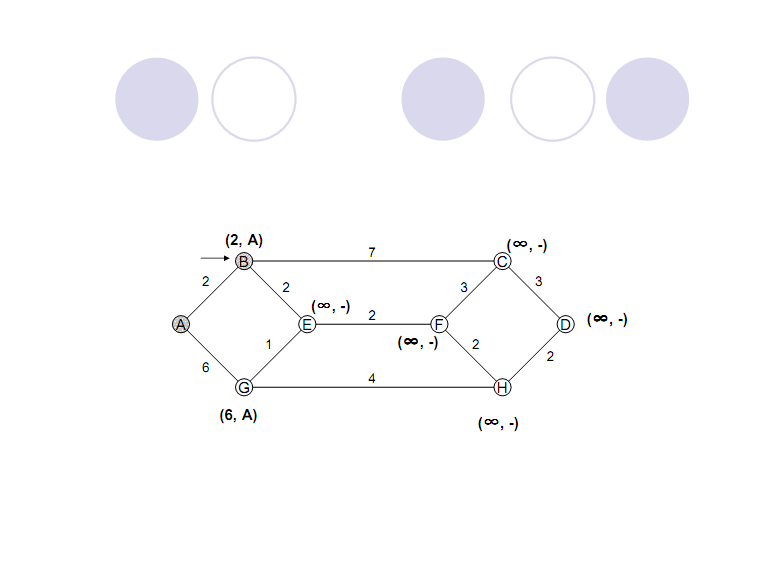 (2, A)
(∞, -)
7
B
C
2
2
3
3
(∞, -)
2
(∞, -)
A
E
F
D
(∞, -)
1
2
2
6
4
G
H
(6, A)
(∞, -)